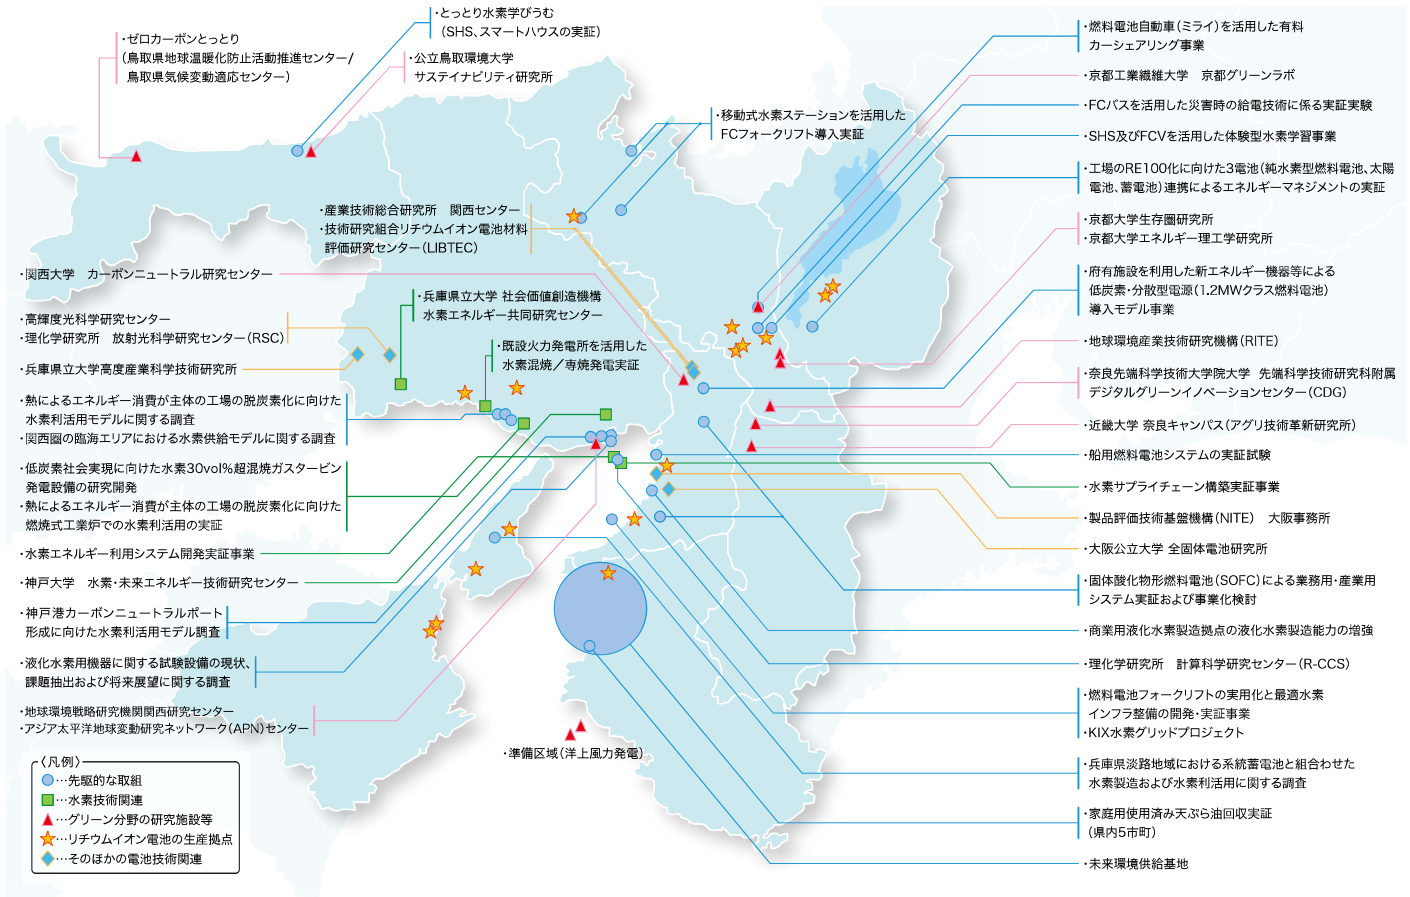 ・とっとり水素学びうむ
（SHS、スマートハウスの実証）
・ゼロカーボンとっとり
（鳥取県地球温暖化防止活動推進センター/
鳥取県気候変動適応センター）
・公立鳥取環境大学
サステイナビリティ研究所
・移動式水素ステーションを活用した
FCフォークリフト導入実証
・産業技術総合研究所　関西センター
・技術研究組合リチウムイオン電池材料
評価研究センター（LIBTEC）
・関西大学　カーボンニュートラル研究センター
・兵庫県立大学 社会価値創造機構
水素エネルギー共同研究センター
・高輝度光科学研究センター
・理化学研究所　放射光科学研究センター（RSC）
・既設火力発電所を活用した
水素混焼／専焼発電実証
・兵庫県立大学高度産業科学技術研究所
・熱によるエネルギー消費が主体の工場の脱炭素化に向けた
水素利活用モデルに関する調査
・関西圏の臨海エリアにおける水素供給モデルに関する調査
・低炭素社会実現に向けた水素30vol%超混焼ガスタービン
発電設備の研究開発
・熱によるエネルギー消費が主体の工場の脱炭素化に向けた
燃焼式工業炉での水素利活用の実証
・水素エネルギー利用システム開発実証事業
・神戸大学　水素・未来エネルギー技術研究センター
・神戸港カーボンニュートラルポート
形成に向けた水素利活用モデル調査
・液化水素用機器に関する試験設備の現状、
課題抽出および将来展望に関する調査
・地球環境戦略研究機関関西研究センター
・アジア太平洋地球変動研究ネットワーク（APN）センター
・準備区域（洋上風力発電）
〈凡例〉
…先駆的な取組
…水素技術関連
…グリーン分野の研究施設等
…リチウムイオン電池の生産拠点
…そのほかの電池技術関連
・燃料電池自動車（ミライ）を活用した有料
カーシェアリング事業
・京都工業繊維大学　京都グリーンラボ
・FCバスを活用した災害時の給電技術に係る実証実験
・SHS及びFCVを活用した体験型水素学習事業
・工場のRE100化に向けた3電池（純水素型燃料電池、太陽
電池、蓄電池）連携によるエネルギーマネジメントの実証
・京都大学生存圏研究所
・京都大学エネルギー理工学研究所
・府有施設を利用した新エネルギー機器等による
低炭素・分散型電源（1.2MWクラス燃料電池）
導入モデル事業
・地球環境産業技術研究機構（RITE）
・奈良先端科学技術大学院大学　先端科学技術研究科附属
デジタルグリーンイノベーションセンター（CDG）
・近畿大学 奈良キャンパス（アグリ技術革新研究所）
・船用燃料電池システムの実証試験
・水素サプライチェーン構築実証事業
・製品評価技術基盤機構（NITE）　大阪事務所
・大阪公立大学 全固体電池研究所
・固体酸化物形燃料電池（SOFC）による業務用・産業用
システム実証および事業化検討
・商業用液化水素製造拠点の液化水素製造能力の増強
・理化学研究所　計算科学研究センター（R-CCS）
・燃料電池フォークリフトの実用化と最適水素
インフラ整備の開発・実証事業
・KIX水素グリッドプロジェクト
・兵庫県淡路地域における系統蓄電池と組合わせた
水素製造および水素利活用に関する調査
・家庭用使用済み天ぷら油回収実証
（県内5市町）
・未来環境供給基地